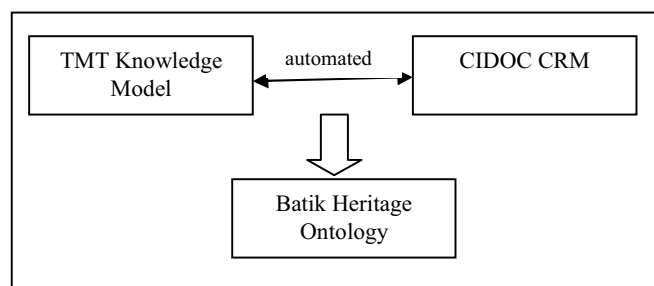 TMT Knowledge
Model
automated
CIDOC CRM
Batik Heritage
Ontology